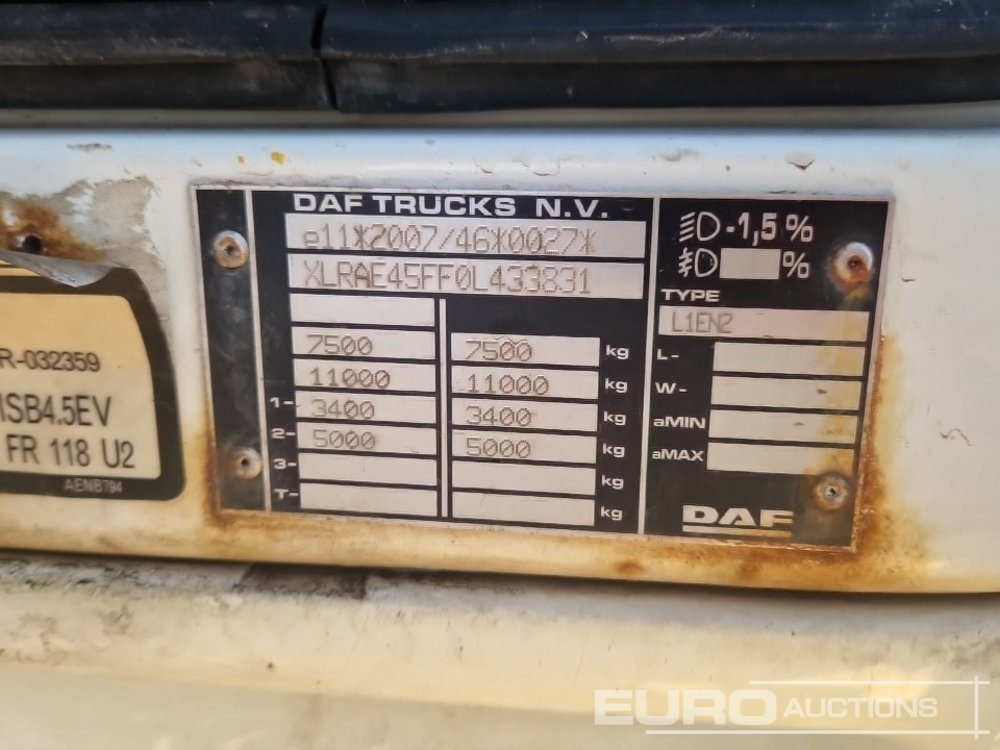 DAF TRUCKS N.V.
e11*2007/46*0027*
XLRAE45FF0L433831
7500 7500 kg
11000 11000 kg
1- 3400 3400 kg
2- 5000 5000 kg
3- kg
T- kg
-1,5 %
%
TYPE
L1EN2
L-
W-
aMIN
aMAX
DAF
R-032359
ISB4.5EV
FR 118 U2
AENB794
EURO AUCTIONS